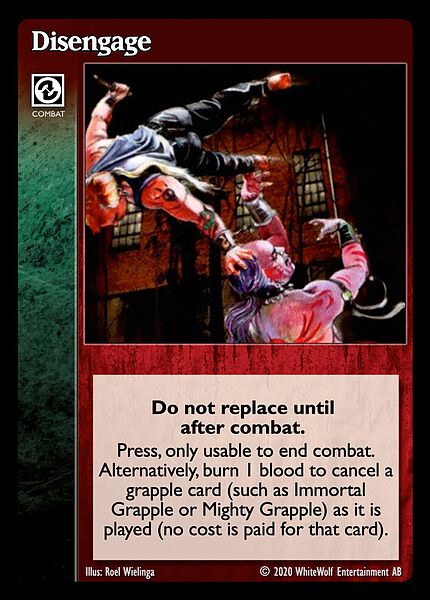 Disengage
COMBAT
Do not replace until
after combat.
Press, only usable to end combat.
Alternatively, burn 1 blood to cancel a
grapple card (such as Immortal
Grapple or Mighty Grapple) as it is
played (no cost is paid for that card).
Illus: Roel Wielinga
© 2020 WhiteWolf Entertainment AB